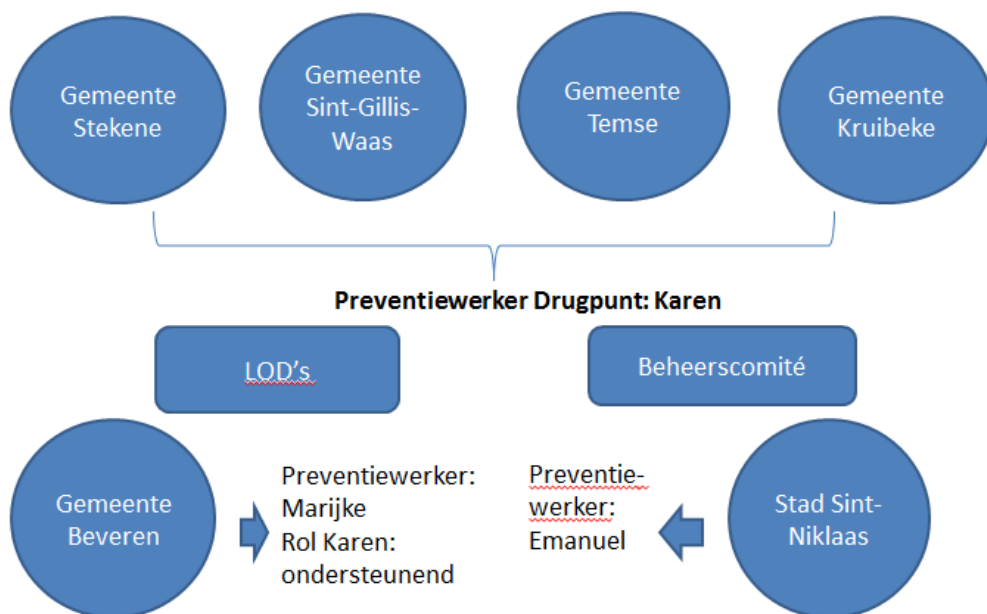 Gemeente
Stekene
Gemeente
Sint-Gillis-
Waas
Gemeente
Temse
Gemeente
Kruibeke
Preventiewerker Drugpunt: Karen
LOD's
Beheerscomité
Gemeente
Beveren
Preventiewerker:
Marijke
Rol Karen:
ondersteunend
Preventie-
werker:
Emanuel
Stad Sint-
Niklaas